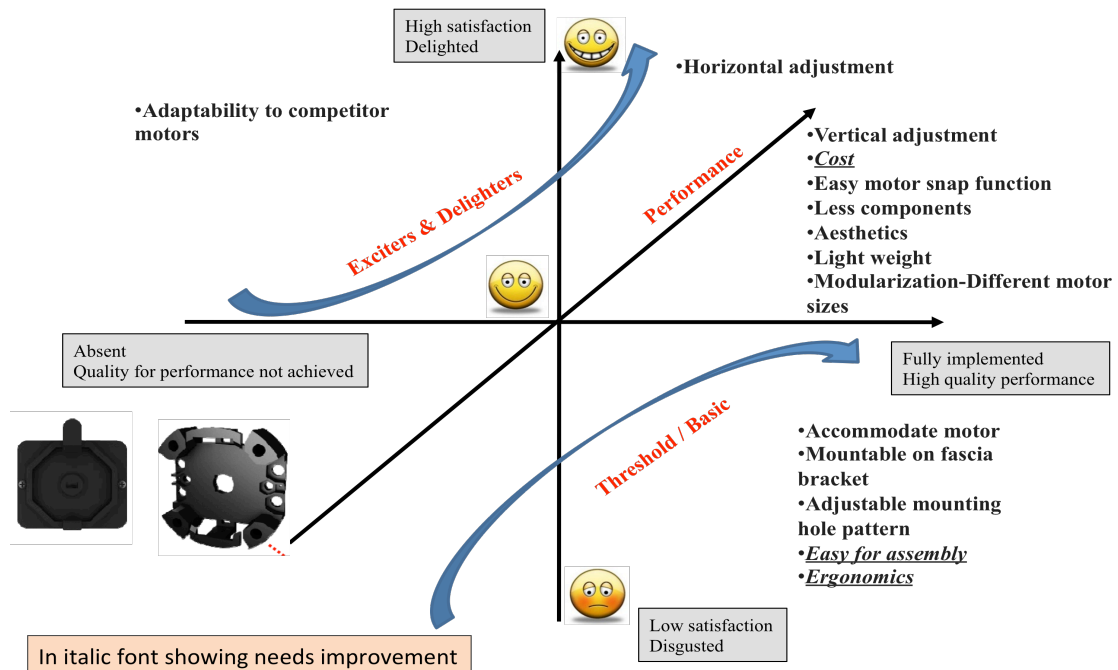 High satisfaction
Delighted
•Horizontal adjustment
•Adaptability to competitor
motors
Performance
•Vertical adjustment
•Cost
•Easy motor snap function
•Less components
•Aesthetics
•Light weight
•Modularization-Different motor
sizes
Exciters & Delighters
Absent
Quality for performance not achieved
Fully implemented
High quality performance
Threshold / Basic
•Accommodate motor
•Mountable on fascia
bracket
•Adjustable mounting
hole pattern
•Easy for assembly
•Ergonomics
Low satisfaction
Disgusted
In italic font showing needs improvement